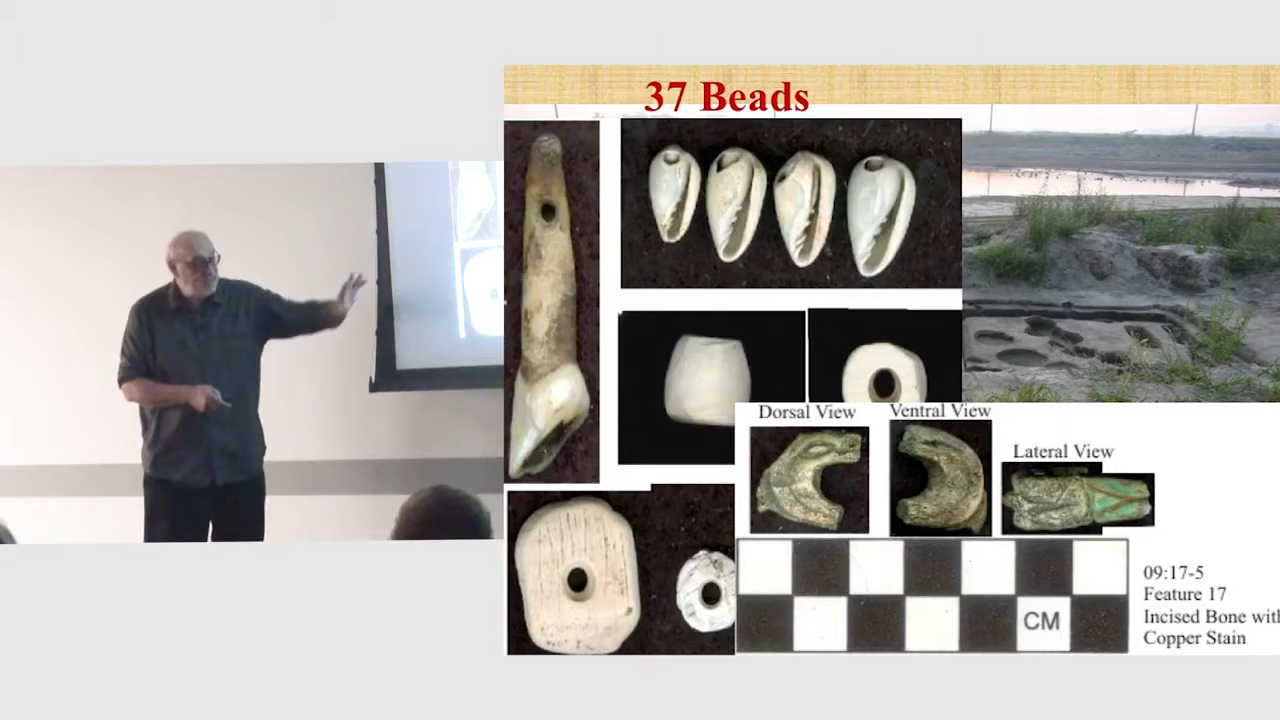 37 Beads
Dorsal View
Ventral View
Lateral View
CM
09:17-5
Feature 17
Incised Bone with
Copper Stain